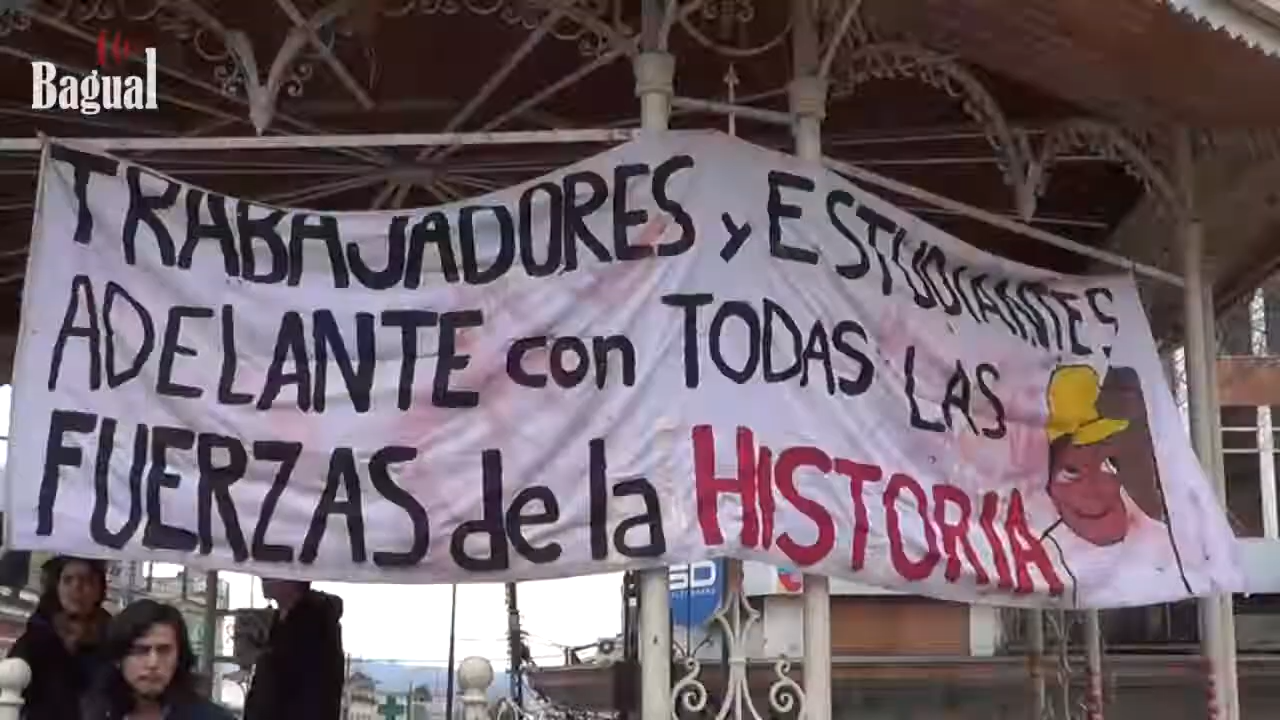 Bagual
TRABAJADORES y ESTUDIANTES
ADELANTE con TODAS LAS
FUERZAS de la HISTORIA